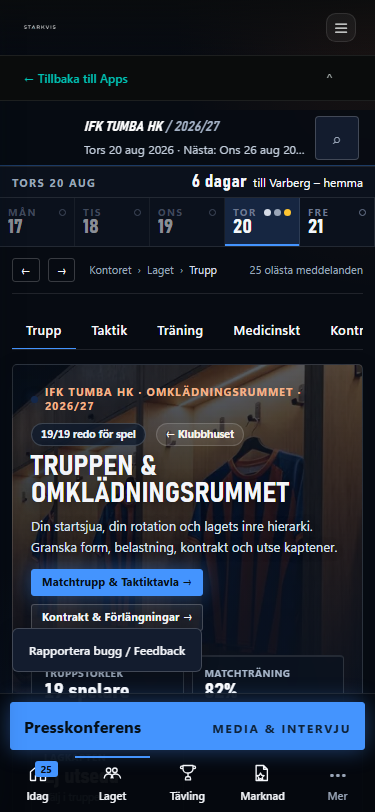 STARKVIS
← Tillbaka till Apps
^
IFK TUMBA HK / 2026/27
Tors 20 aug 2026 · Nästa: Ons 26 aug 20...
TORS 20 AUG
6 dagar till Varberg – hemma
MÅN TIS ONS TOR FRE
17 18 19 20 21
← → Kontoret › Laget › Trupp 25 olästa meddelanden
Trupp Taktik Träning Medicinskt Kontr
IFK TUMBA HK · OMKLÄDNINGSRUMMET ·
2026/27
19/19 redo för spel ← Klubbhuset
TRUPPEN &
OMKLÄDNINGSRUMMET
Din startsjua, din rotation och lagets inre hierarki.
Granska form, belastning, kontrakt och utse kaptener.
Matchtrupp & Taktiktavla →
Kontrakt & Förlängningar →
Rapportera bugg / Feedback
TRUPPSTORLEK MATCHTRÄNING
19 spelare 82%
Presskonferens MEDIA & INTERVJU
25
Idag Laget Tävling Marknad Mer